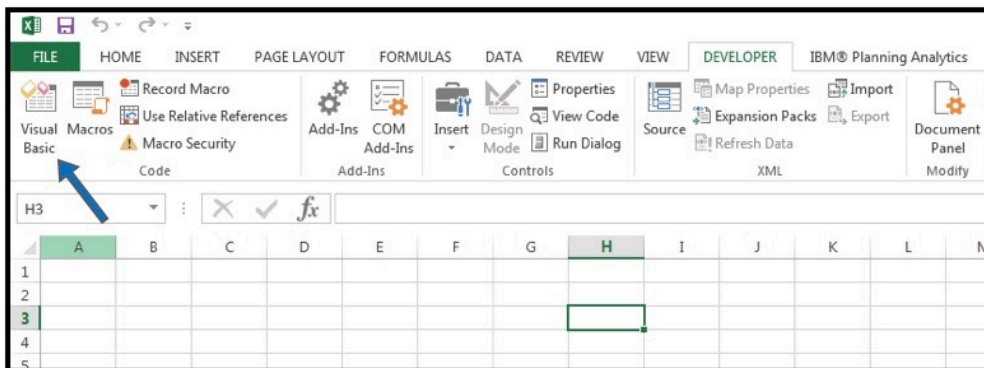 FILE HOME INSERT PAGE LAYOUT FORMULAS DATA REVIEW VIEW DEVELOPER IBM® Planning Analytics
Visual Basic
Macros
Record Macro
Use Relative References
Macro Security
Code
Add-Ins
COM Add-Ins
Add-Ins
Insert
Design Mode
Properties
View Code
Run Dialog
Controls
Source
Map Properties
Expansion Packs
Refresh Data
Import
Export
XML
Document Panel
Modify
H3 fx
A B C D E F G H I J K L
1
2
3
4
5